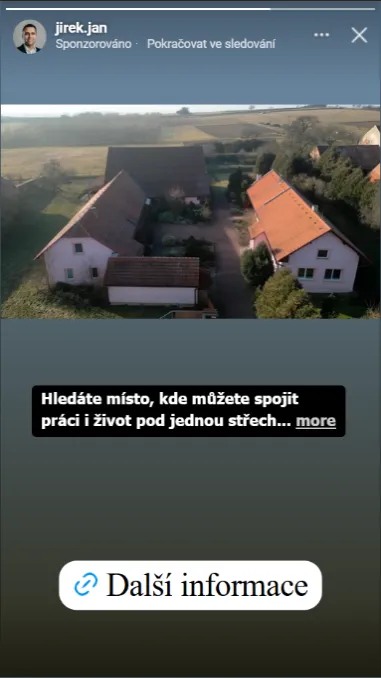 jirek.jan
Sponzorováno · Pokračovat ve sledování
Hledáte místo, kde můžete spojit
práci i život pod jednou střech... more
Další informace